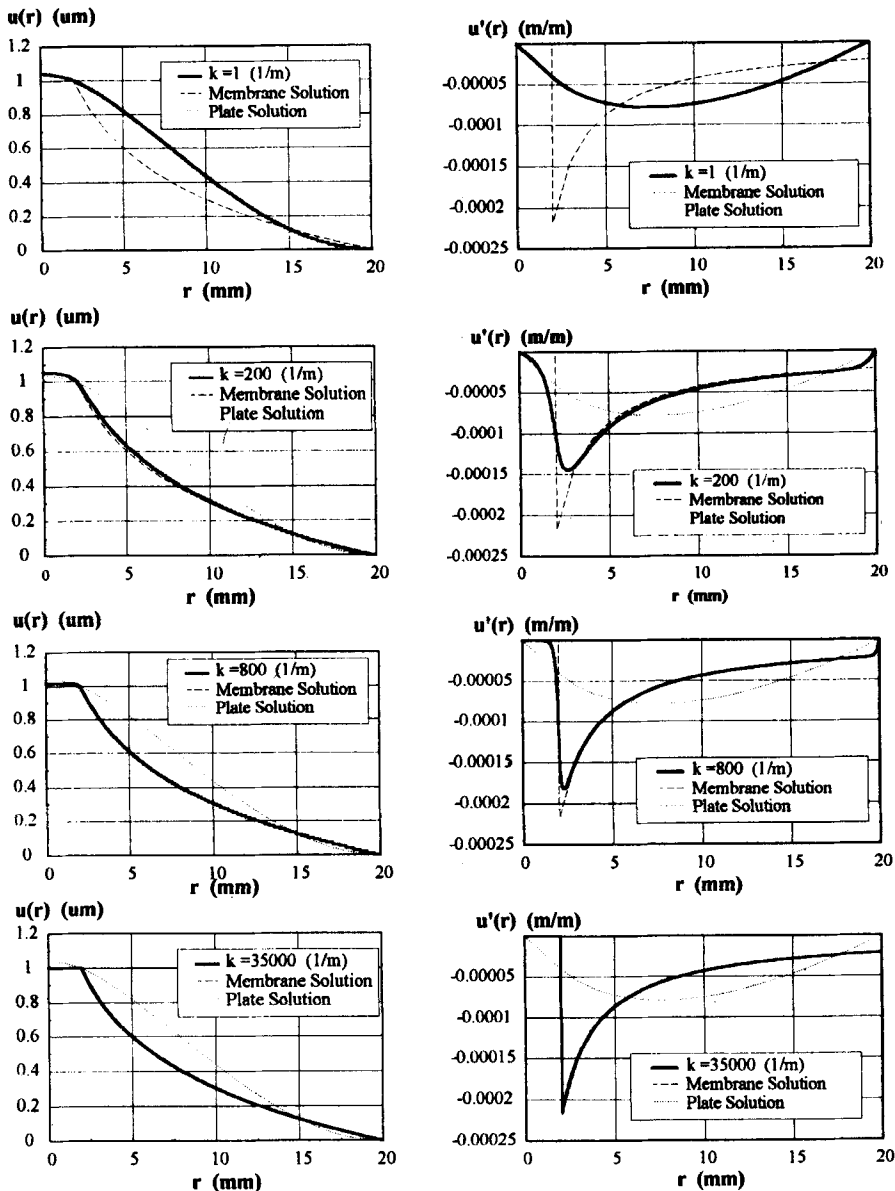 u(r) (um)
1.2
1
0.8
0.6
0.4
0.2
0
0 5 10 15 20
r (mm)
k =1 (1/m)
Membrane Solution
Plate Solution
u'(r) (m/m)
0 5 10 15 20
-0.00005
-0.0001
-0.00015
-0.0002
-0.00025
r (mm)
k =1 (1/m)
Membrane Solution
Plate Solution
u(r) (um)
1.2
1
0.8
0.6
0.4
0.2
0
0 5 10 15 20
r (mm)
k =200 (1/m)
Membrane Solution
Plate Solution
u'(r) (m/m)
0 5 10 15 20
-0.00005
-0.0001
-0.00015
-0.0002
-0.00025
r (mm)
k =200 (1/m)
Membrane Solution
Plate Solution
u(r) (um)
1.2
1
0.8
0.6
0.4
0.2
0
0 5 10 15 20
r (mm)
k =800 (1/m)
Membrane Solution
Plate Solution
u'(r) (m/m)
0 5 10 15 20
-0.00005
-0.0001
-0.00015
-0.0002
-0.00025
r (mm)
k =800 (1/m)
Membrane Solution
Plate Solution
u(r) (um)
1.2
1
0.8
0.6
0.4
0.2
0
0 5 10 15 20
r (mm)
k =35000 (1/m)
Membrane Solution
Plate Solution
u'(r) (m/m)
-0.00005
-0.0001
-0.00015
-0.0002
-0.00025
0 5 10 15 20
r (mm)
k =35000 (1/m)
Membrane Solution
Plate Solution